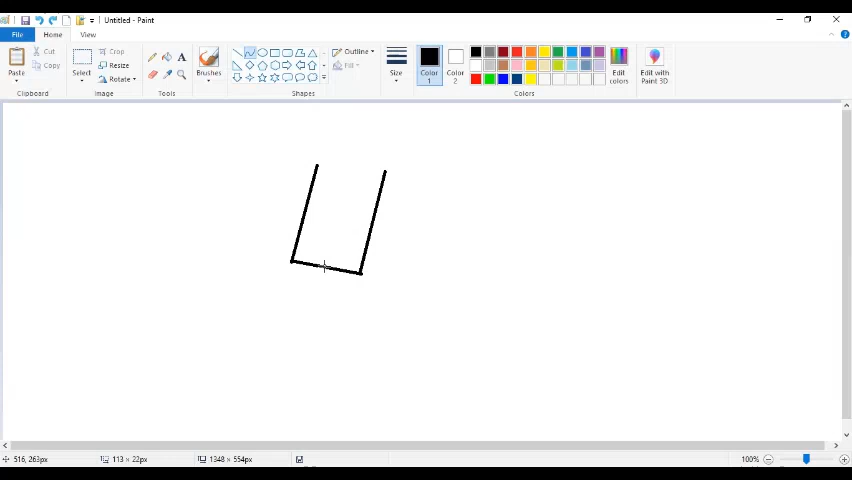 Untitled - Paint
File Home View
Paste
Cut
Copy
Clipboard
Select
Crop
Resize
Rotate
Image
A
Tools
Brushes
Outline
Fill
Shapes
Size
Color 1
Color 2
Edit colors
Colors
Edit with Paint 3D
516, 263px 113 × 22px 1348 × 554px 100%